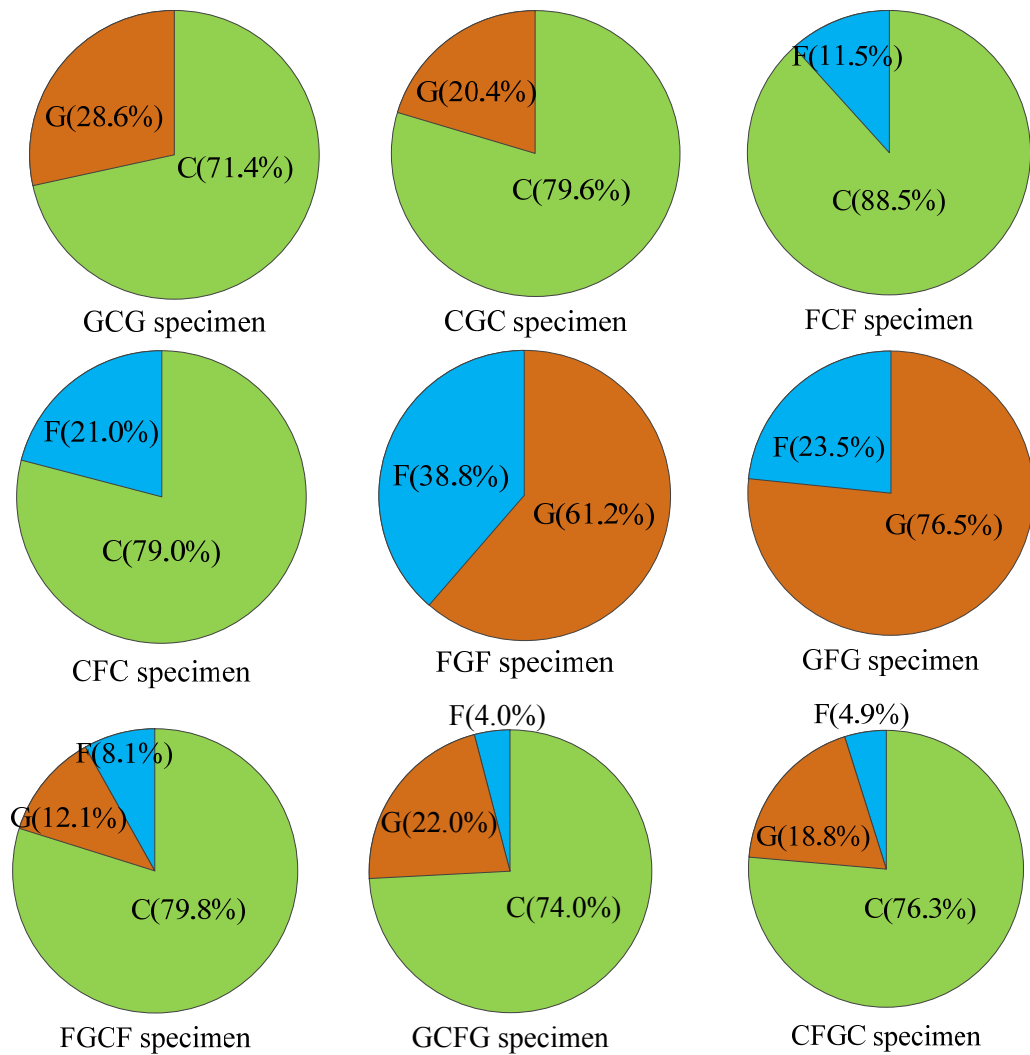 G(28.6%)
C(71.4%)
GCG specimen
G(20.4%)
C(79.6%)
CGC specimen
F(11.5%)
C(88.5%)
FCF specimen
F(21.0%)
C(79.0%)
CFC specimen
F(38.8%)
G(61.2%)
FGF specimen
F(23.5%)
G(76.5%)
GFG specimen
F(8.1%)
G(12.1%)
C(79.8%)
FGCF specimen
F(4.0%)
G(22.0%)
C(74.0%)
GCFG specimen
F(4.9%)
G(18.8%)
C(76.3%)
CFGC specimen